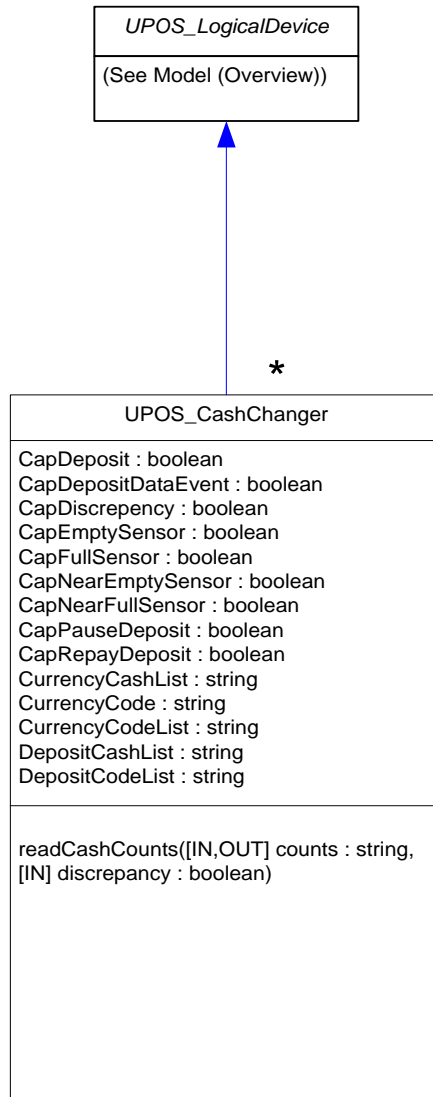 UPOS_LogicalDevice
(See Model (Overview))
*
UPOS_CashChanger
CapDeposit : boolean
CapDepositDataEvent : boolean
CapDiscrepency : boolean
CapEmptySensor : boolean
CapFullSensor : boolean
CapNearEmptySensor : boolean
CapNearFullSensor : boolean
CapPauseDeposit : boolean
CapRepayDeposit : boolean
CurrencyCashList : string
CurrencyCode : string
CurrencyCodeList : string
DepositCashList : string
DepositCodeList : string
readCashCounts([IN,OUT] counts : string,
[IN] discrepancy : boolean)